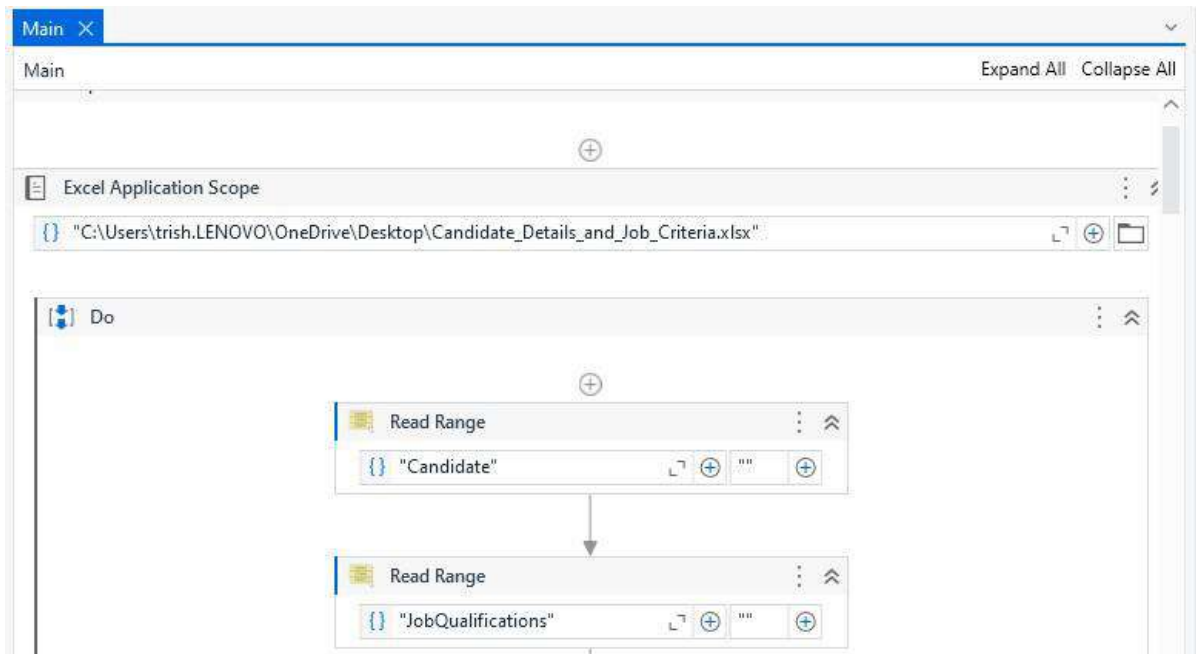 Main
Main Expand All Collapse All
Excel Application Scope
{} "C:\Users\trish.LENOVO\OneDrive\Desktop\Candidate_Details_and_Job_Criteria.xlsx"
Do
Read Range
{} "Candidate" ""
Read Range
{} "JobQualifications" ""